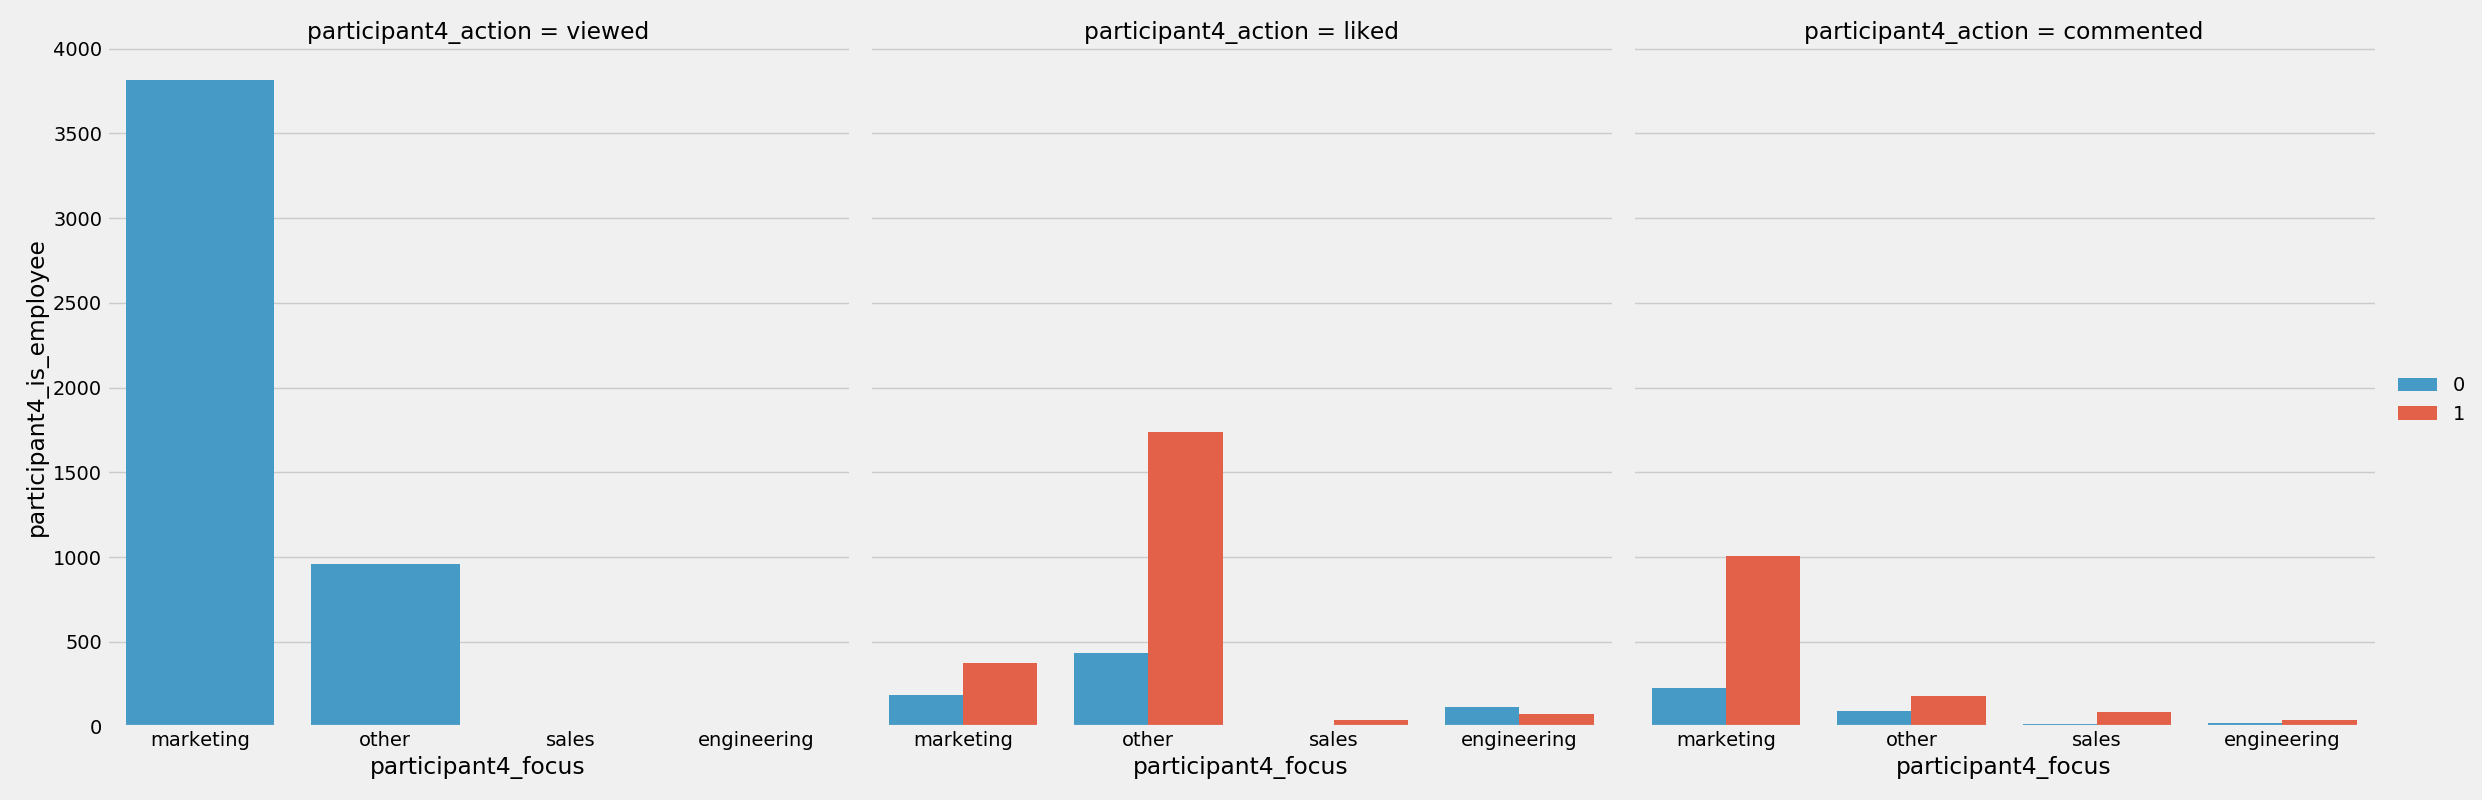 participant4_action = viewed
participant4_action = liked
participant4_action = commented
4000
3500
3000
2500
2000
1500
1000
500
0
participant4_is_employee
marketing other sales engineering
marketing other sales engineering
marketing other sales engineering
participant4_focus
participant4_focus
participant4_focus
0
1